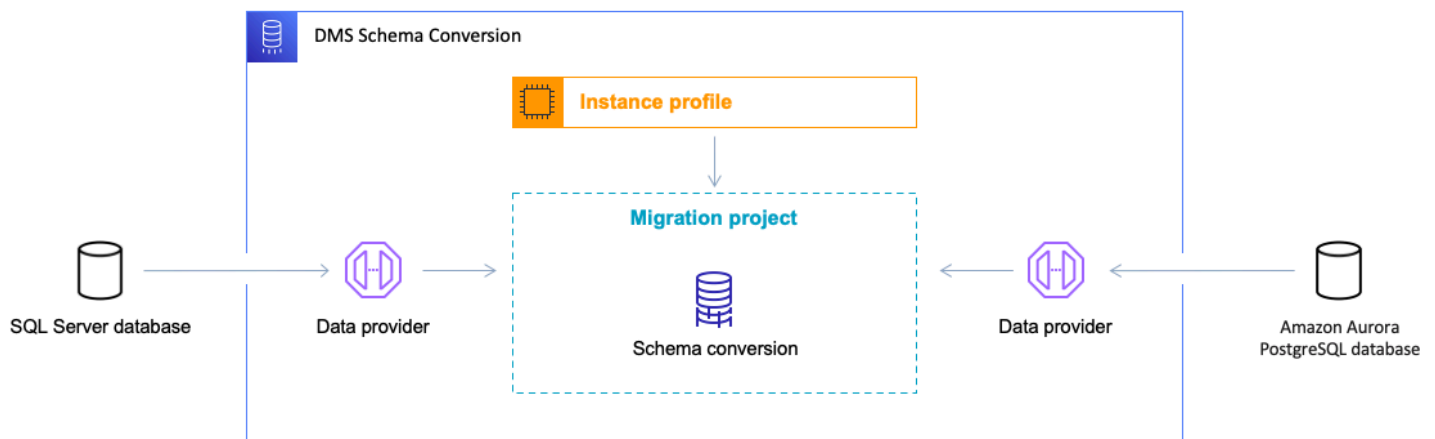 DMS Schema Conversion
Instance profile
Migration project
Schema conversion
SQL Server database
Data provider
Data provider
Amazon Aurora
PostgreSQL database